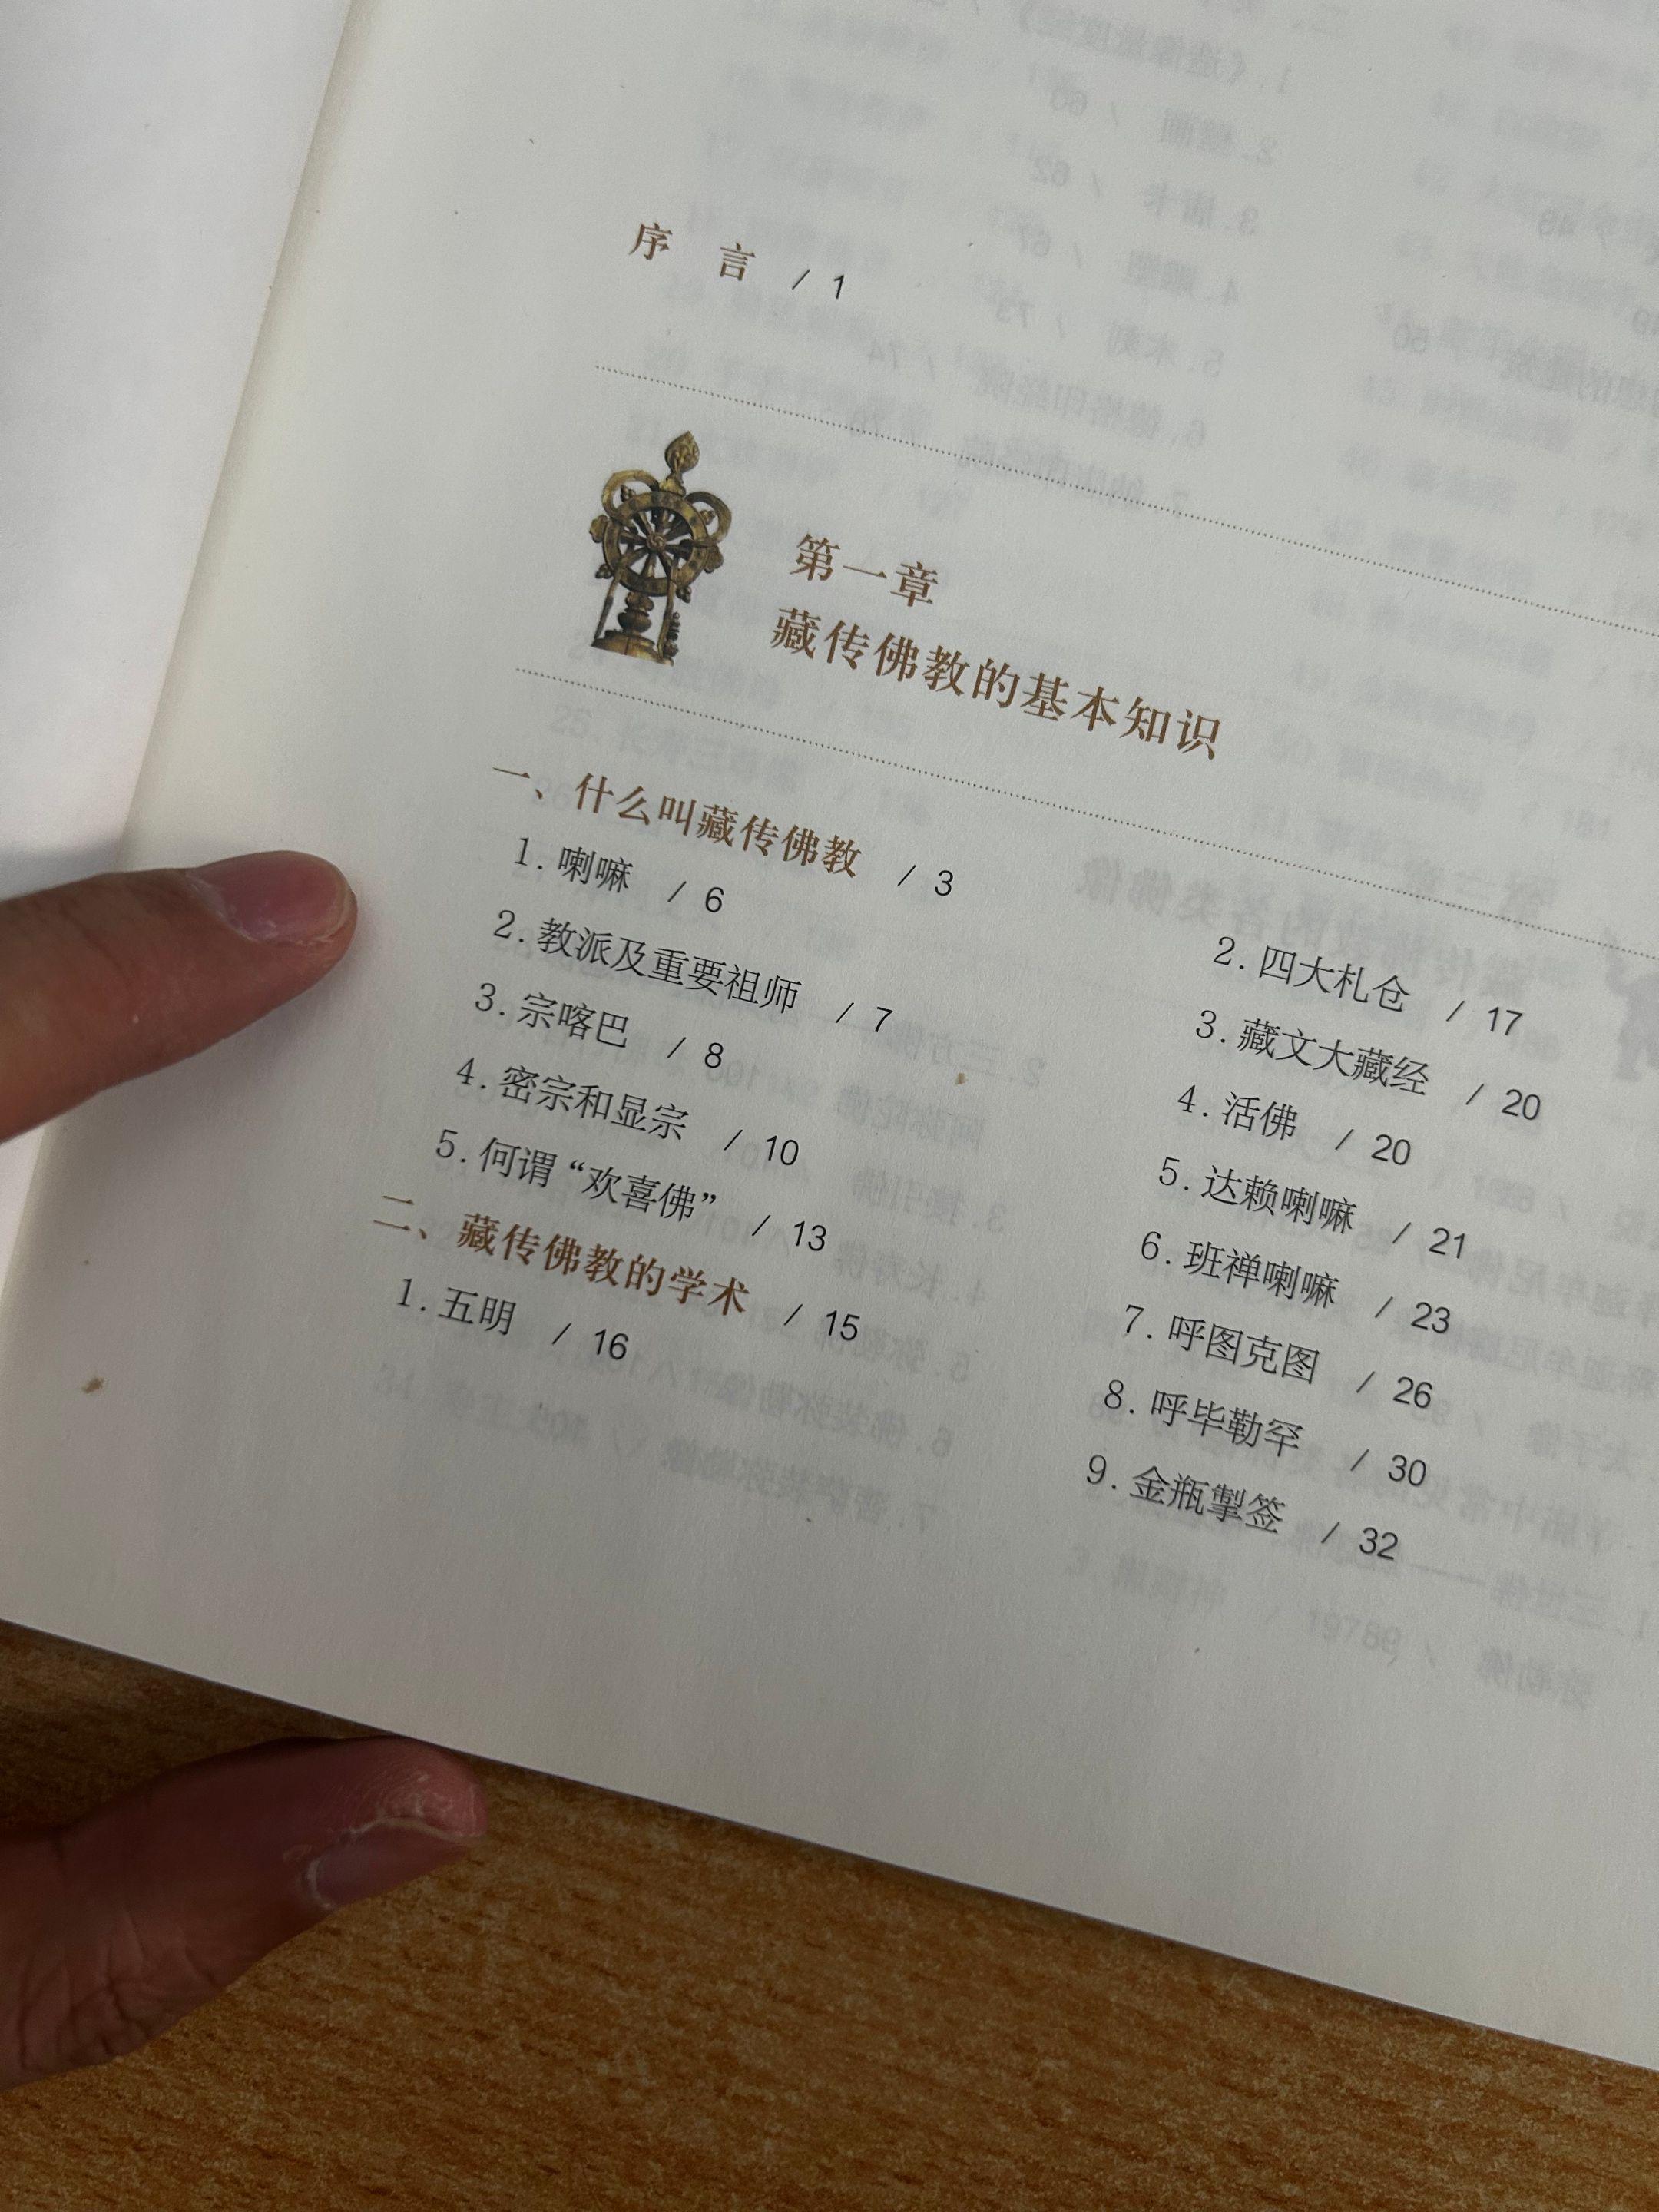 序 言 / 1
第一章
藏传佛教的基本知识
一、什么叫藏传佛教 / 3
1. 喇嘛 / 6
2. 教派及重要祖师 / 7
3. 宗喀巴 / 8
4. 密宗和显宗 / 10
5. 何谓“欢喜佛” / 13
二、藏传佛教的学术 / 15
1. 五明 / 16
2. 四大札仓 / 17
3. 藏文大藏经 / 20
4. 活佛 / 20
5. 达赖喇嘛 / 21
6. 班禅喇嘛 / 23
7. 呼图克图 / 26
8. 呼毕勒罕 / 30
9. 金瓶掣签 / 32